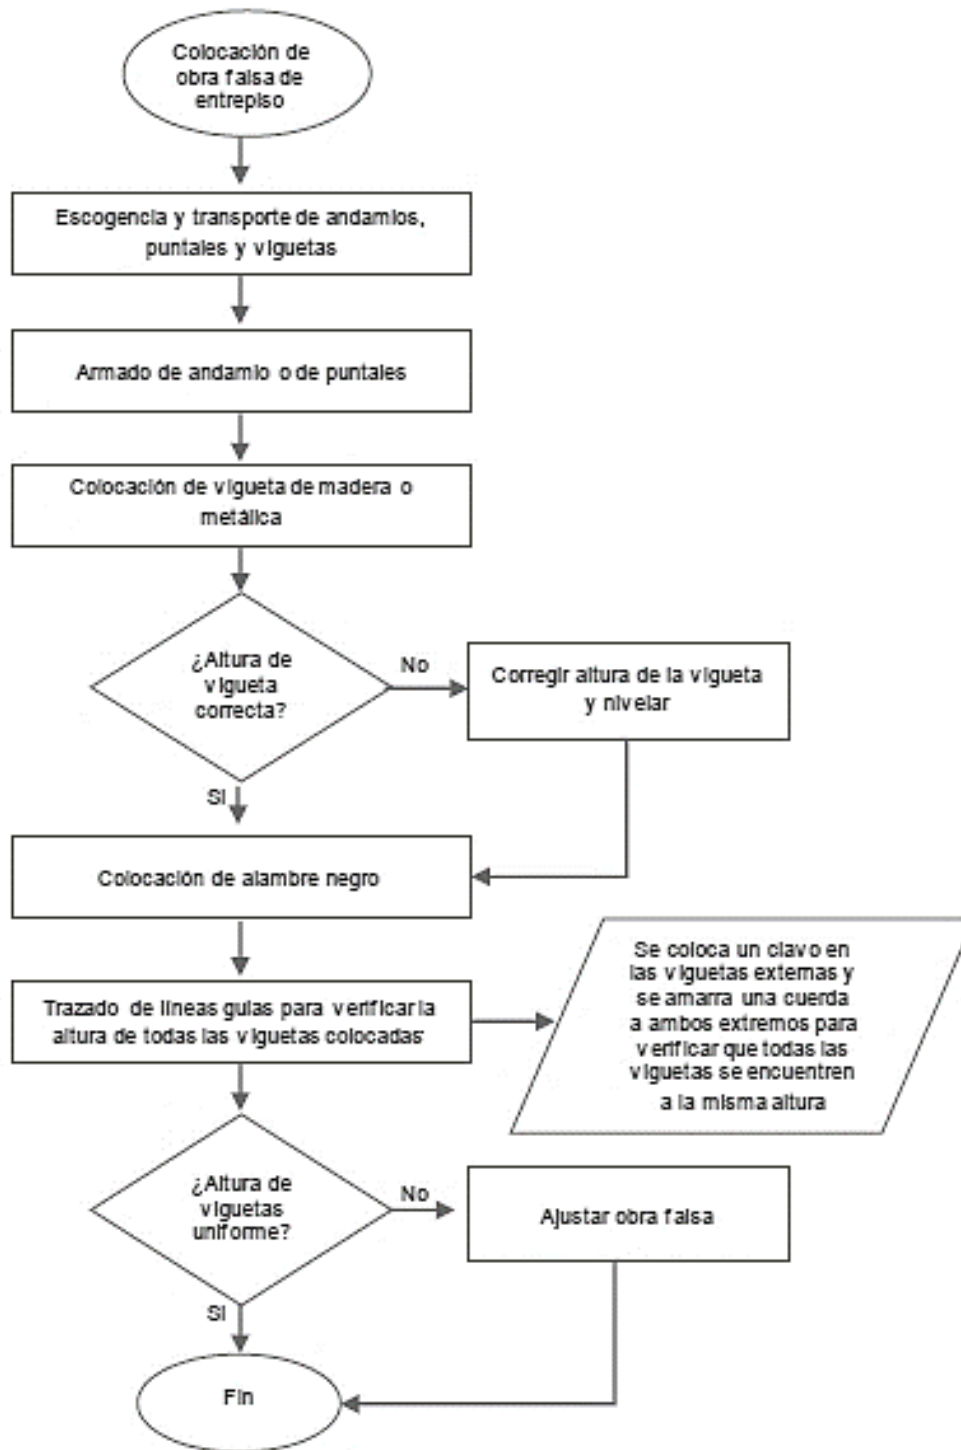 Colocación de
obra falsa de
entrepiso
Escogencia y transporte de andamios,
puntales y viguetas
Armado de andamio o de puntales
Colocación de vigueta de madera o
metálica
¿Altura de
vigueta
correcta?
No
Corregir altura de la vigueta
y nivelar
Si
Colocación de alambre negro
Trazado de líneas guías para verificar la
altura de todas las viguetas colocadas
Se coloca un clavo en
las viguetas externas y
se amarra una cuerda
a ambos extremos para
verificar que todas las
viguetas se encuentren
a la misma altura
¿Altura de
viguetas
uniforme?
No
Ajustar obra falsa
Si
Fin